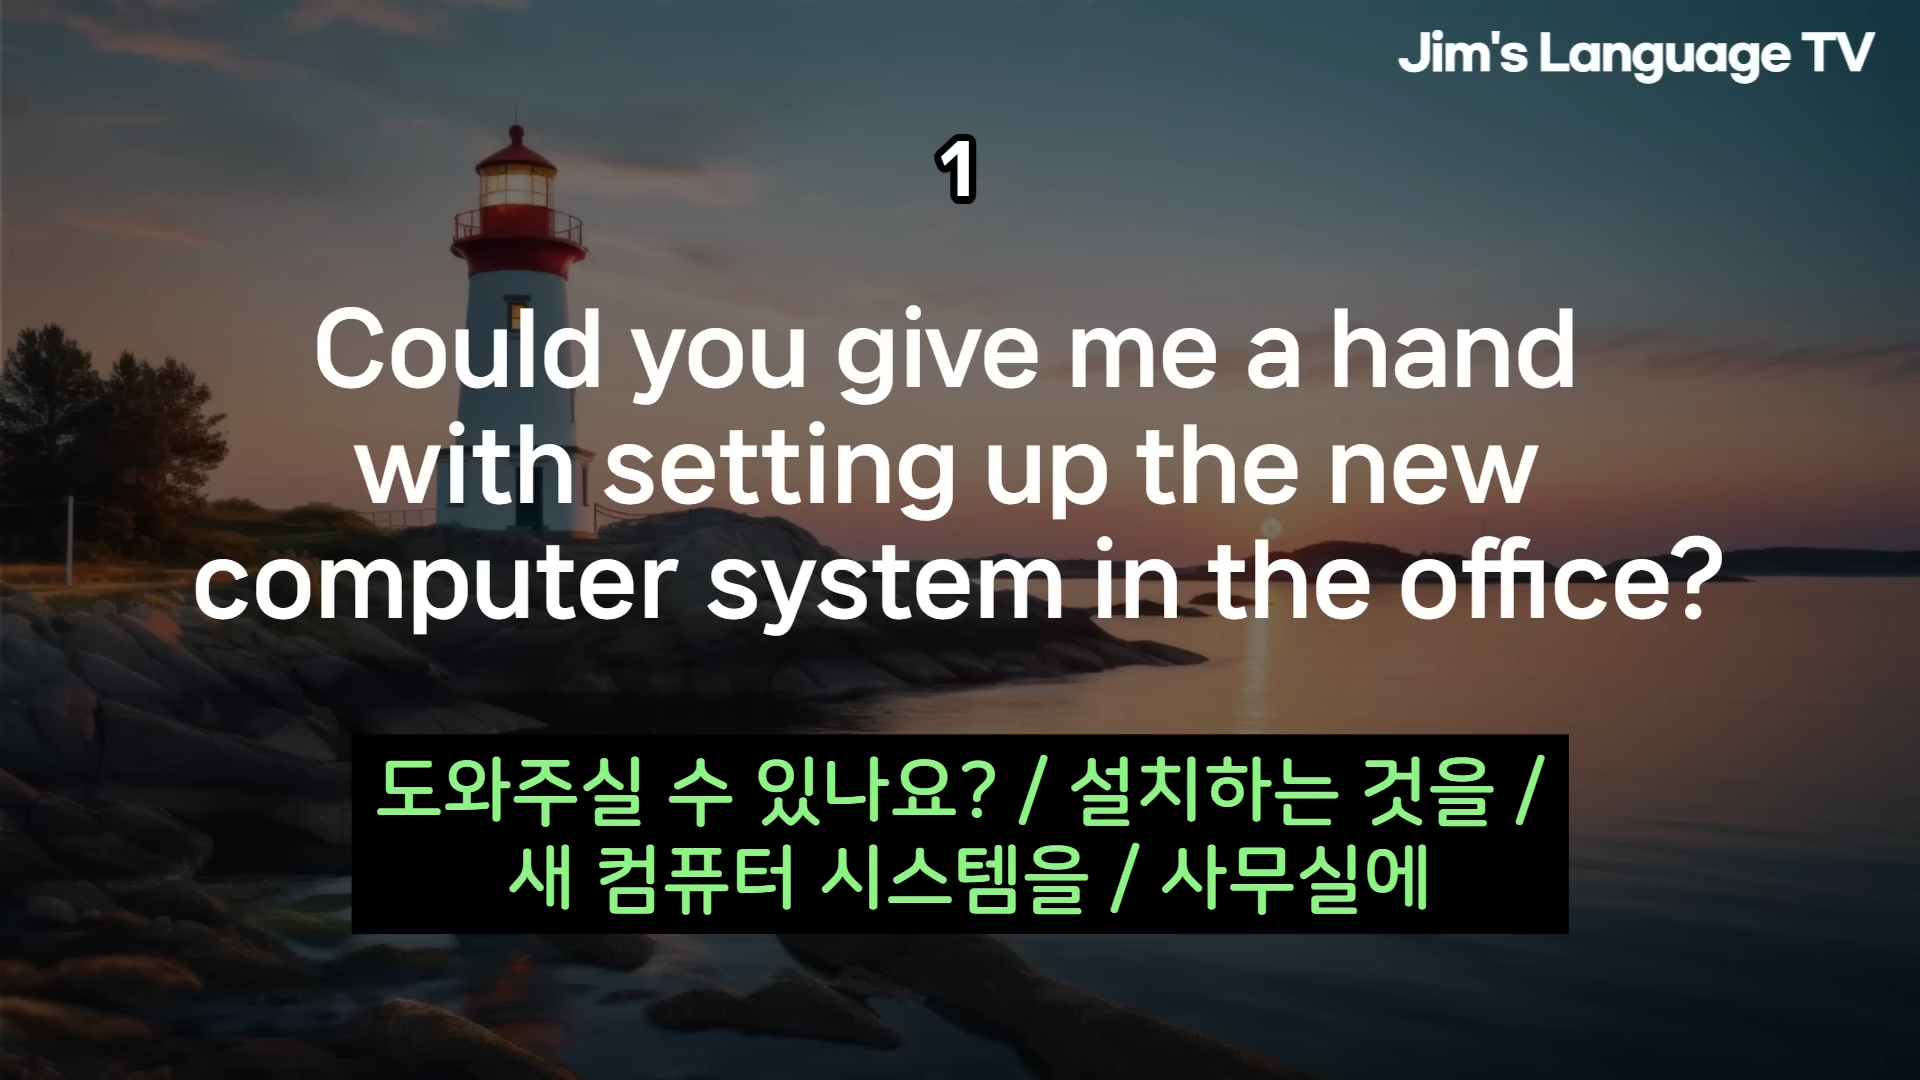 Jim's Language TV
1
Could you give me a hand
with setting up the new
computer system in the office?
도와주실 수 있나요? / 설치하는 것을 /
새 컴퓨터 시스템을 / 사무실에